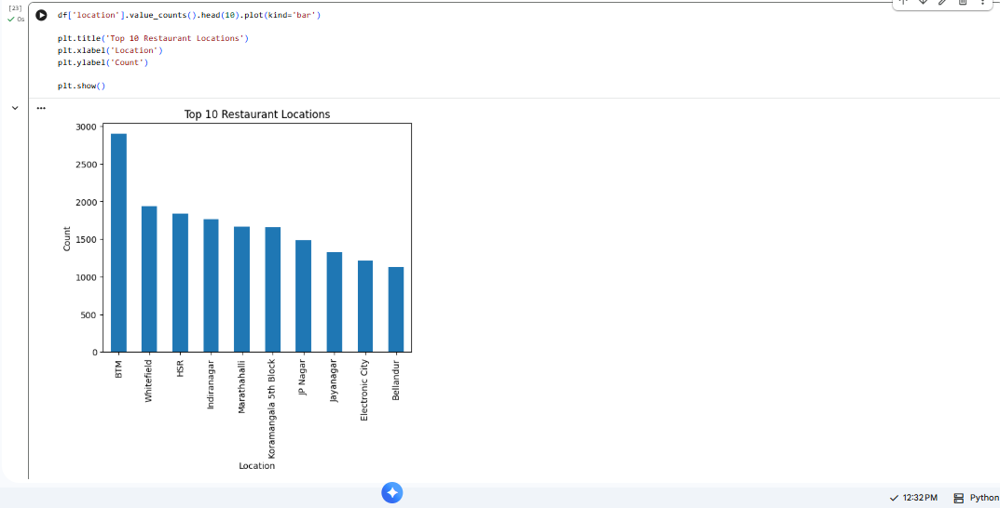 [23]
0s
df['location'].value_counts().head(10).plot(kind='bar')
plt.title('Top 10 Restaurant Locations')
plt.xlabel('Location')
plt.ylabel('Count')
plt.show()
Top 10 Restaurant Locations
3000
2500
2000
1500
1000
500
0
Count
BTM
Whitefield
HSR
Indiranagar
Marathahalli
Koramangala 5th Block
JP Nagar
Jayanagar
Electronic City
Bellandur
Location
12:32 PM
Python